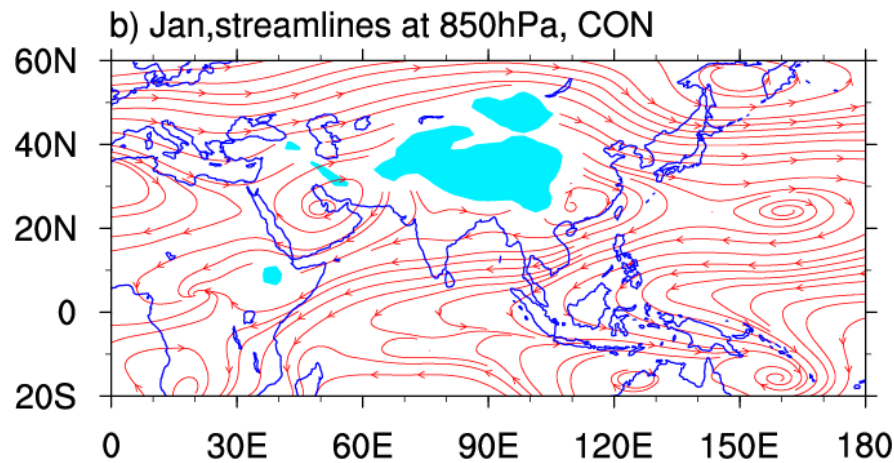 b) Jan,streamlines at 850hPa, CON
60N
40N
20N
0
20S
0 30E 60E 90E 120E 150E 180